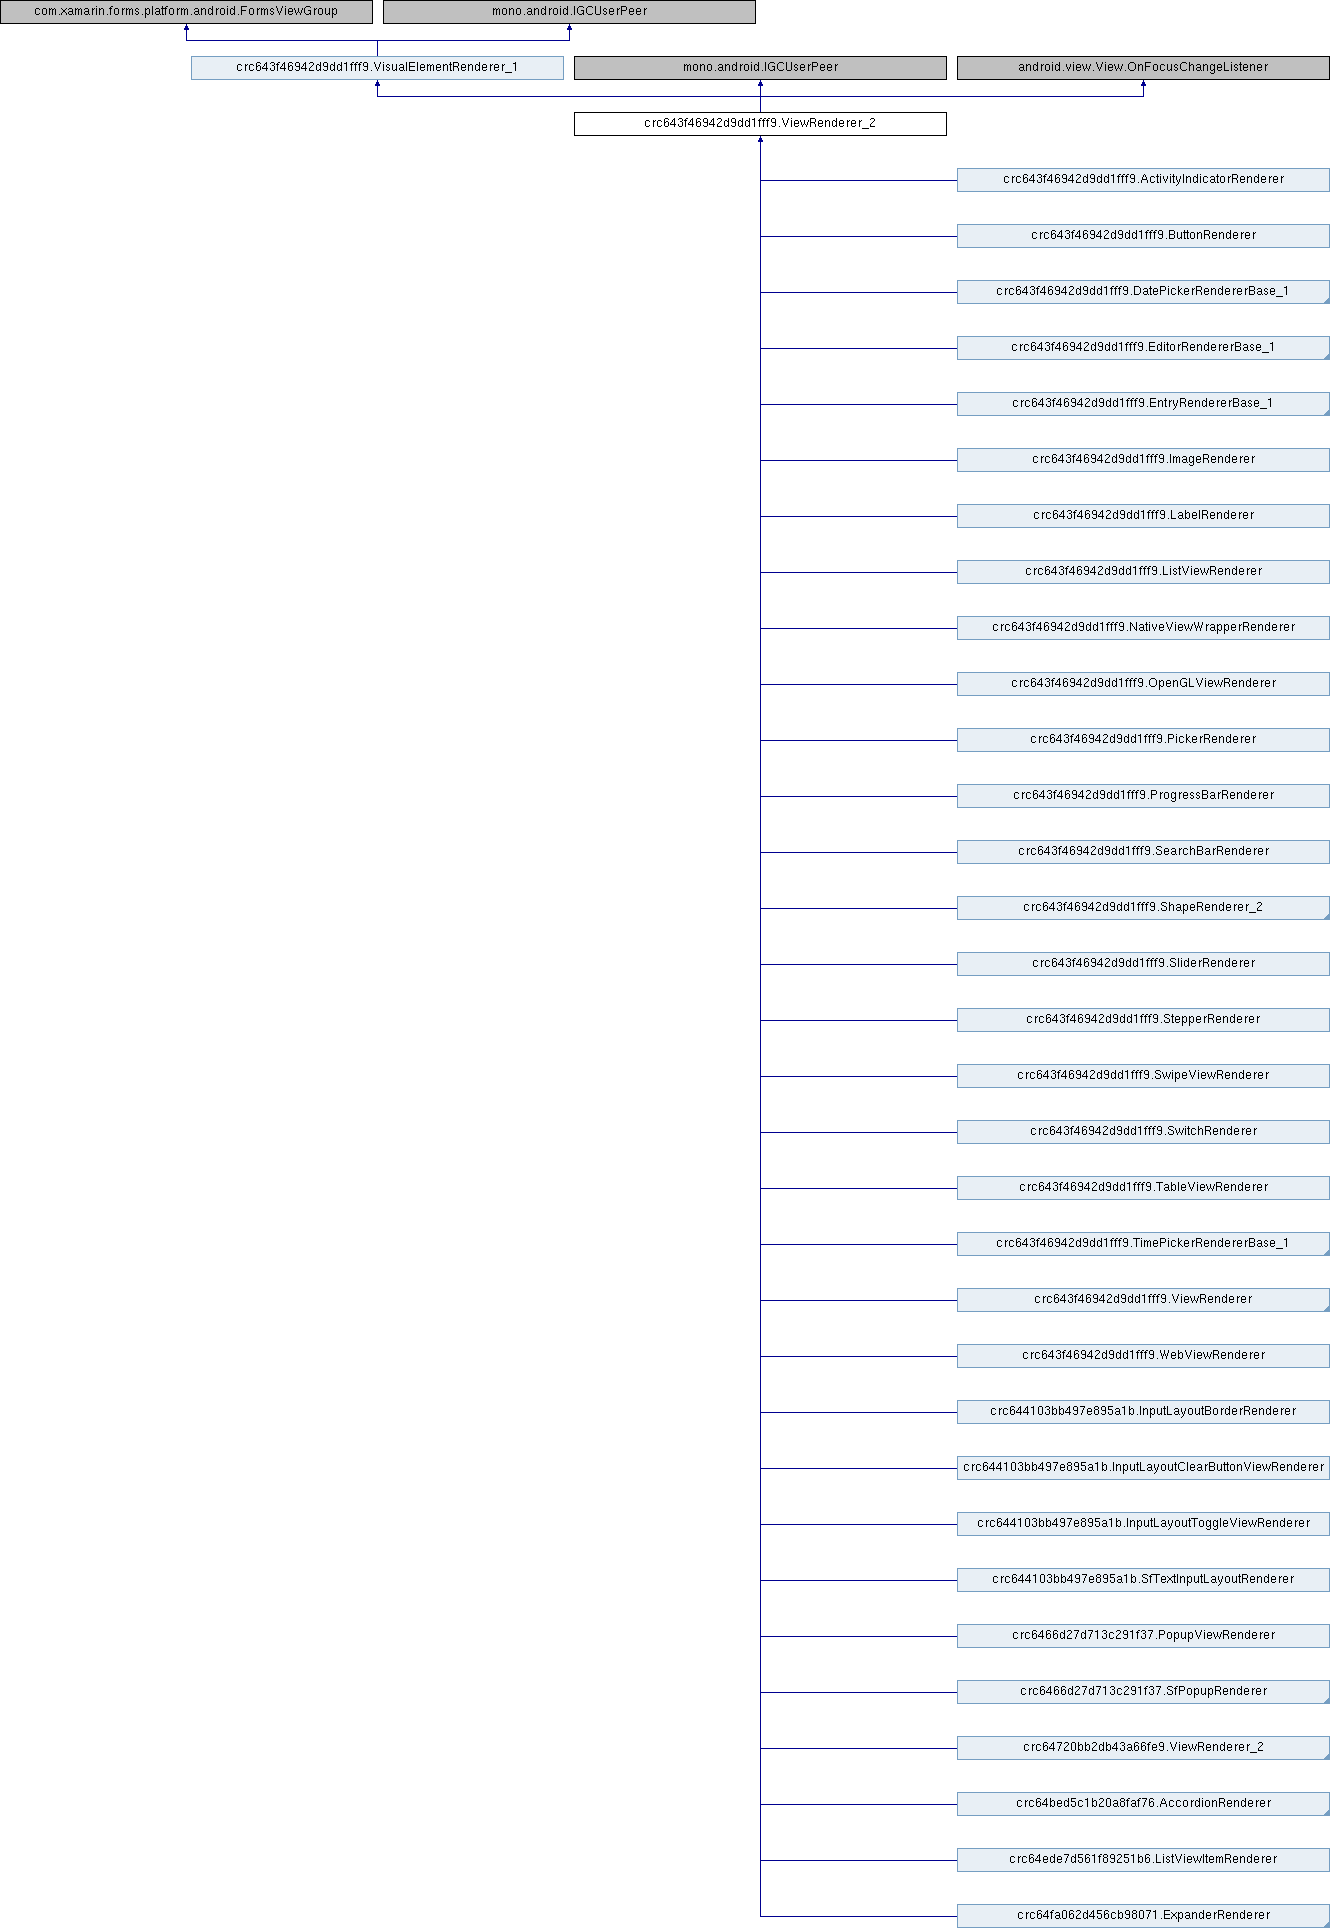 com.xamarin.forms.platform.android.FormsViewGroup
mono.android.IGCUserPeer
crc643f46942d9dd1fff9.VisualElementRenderer_1
mono.android.IGCUserPeer
android.view.View.OnFocusChangeListener
crc643f46942d9dd1fff9.ViewRenderer_2
crc643f46942d9dd1fff9.ActivityIndicatorRenderer
crc643f46942d9dd1fff9.ButtonRenderer
crc643f46942d9dd1fff9.DatePickerRendererBase_1
crc643f46942d9dd1fff9.EditorRendererBase_1
crc643f46942d9dd1fff9.EntryRendererBase_1
crc643f46942d9dd1fff9.ImageRenderer
crc643f46942d9dd1fff9.LabelRenderer
crc643f46942d9dd1fff9.ListViewRenderer
crc643f46942d9dd1fff9.NativeViewWrapperRenderer
crc643f46942d9dd1fff9.OpenGLViewRenderer
crc643f46942d9dd1fff9.PickerRenderer
crc643f46942d9dd1fff9.ProgressBarRenderer
crc643f46942d9dd1fff9.SearchBarRenderer
crc643f46942d9dd1fff9.ShapeRenderer_2
crc643f46942d9dd1fff9.SliderRenderer
crc643f46942d9dd1fff9.StepperRenderer
crc643f46942d9dd1fff9.SwipeViewRenderer
crc643f46942d9dd1fff9.SwitchRenderer
crc643f46942d9dd1fff9.TableViewRenderer
crc643f46942d9dd1fff9.TimePickerRendererBase_1
crc643f46942d9dd1fff9.ViewRenderer
crc643f46942d9dd1fff9.WebViewRenderer
crc644103bb497e895a1b.InputLayoutBorderRenderer
crc644103bb497e895a1b.InputLayoutClearButtonViewRenderer
crc644103bb497e895a1b.InputLayoutToggleViewRenderer
crc644103bb497e895a1b.SfTextInputLayoutRenderer
crc6466d27d713c291f37.PopupViewRenderer
crc6466d27d713c291f37.SfPopupRenderer
crc64720bb2db43a66fe9.ViewRenderer_2
crc64bed5c1b20a8faf76.AccordionRenderer
crc64ede7d561f89251b6.ListViewItemRenderer
crc64fa062d456cb98071.ExpanderRenderer